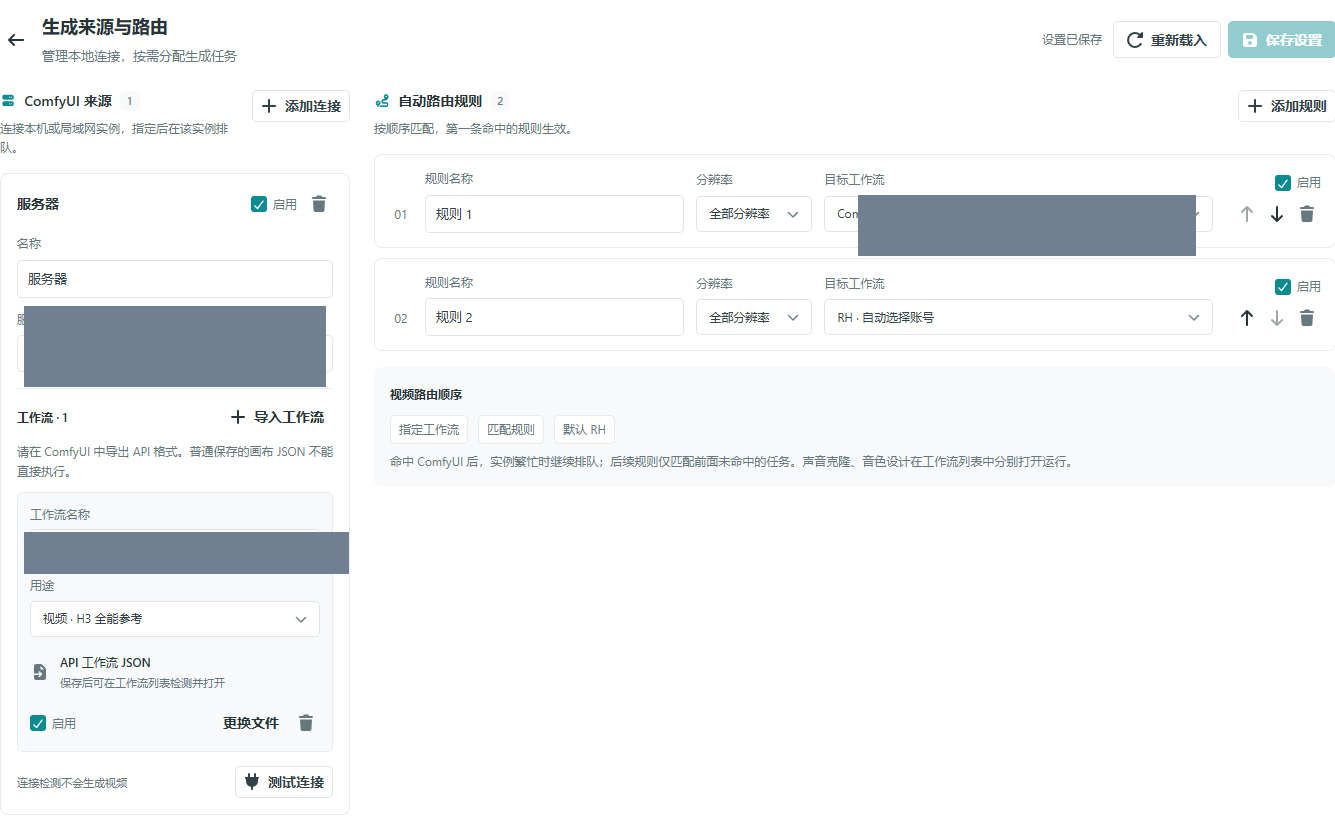 生成来源与路由
管理本地连接，按需分配生成任务
设置已保存
重新载入
保存设置
ComfyUI 来源 1
添加连接
连接本机或局域网实例，指定后在该实例排
队。
服务器
启用
名称
服务器
工作流 · 1
导入工作流
请在 ComfyUI 中导出 API 格式。普通保存的画布 JSON 不能
直接执行。
工作流名称
用途
视频 · H3 全能参考
API 工作流 JSON
保存后可在工作流列表检测并打开
启用
更换文件
连接检测不会生成视频
测试连接
自动路由规则 2
添加规则
按顺序匹配，第一条命中的规则生效。
规则名称
分辨率
目标工作流
启用
01
规则 1
全部分辨率
规则名称
分辨率
目标工作流
启用
02
规则 2
全部分辨率
RH · 自动选择账号
视频路由顺序
指定工作流
匹配规则
默认 RH
命中 ComfyUI 后，实例繁忙时继续排队；后续规则仅匹配前面未命中的任务。声音克隆、音色设计在工作流列表中分别打开运行。